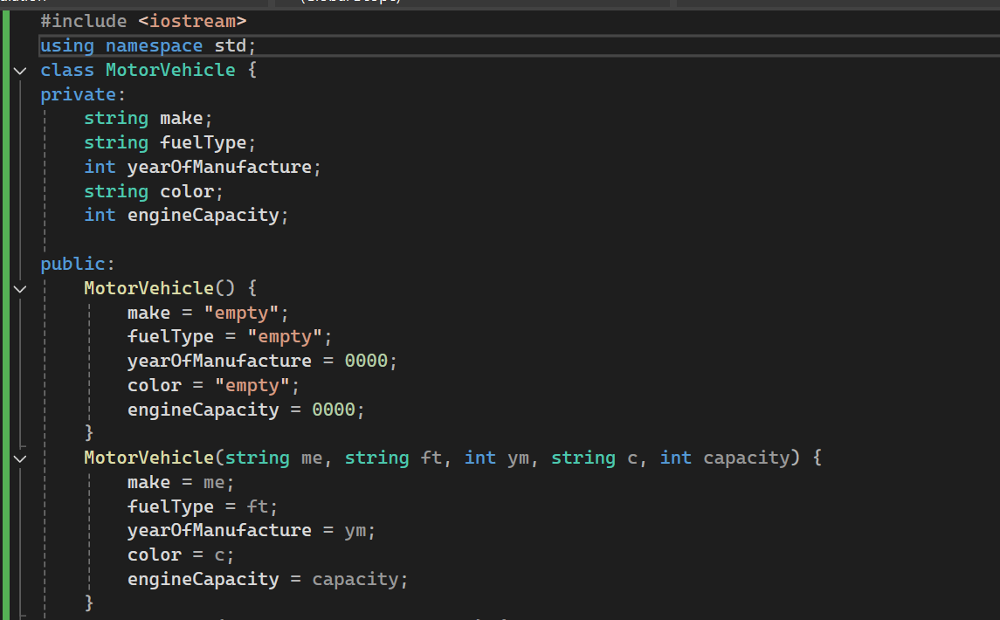 #include <iostream>
using namespace std;
class MotorVehicle {
private:
    string make;
    string fuelType;
    int yearOfManufacture;
    string color;
    int engineCapacity;

public:
    MotorVehicle() {
        make = "empty";
        fuelType = "empty";
        yearOfManufacture = 0000;
        color = "empty";
        engineCapacity = 0000;
    }
    MotorVehicle(string me, string ft, int ym, string c, int capacity) {
        make = me;
        fuelType = ft;
        yearOfManufacture = ym;
        color = c;
        engineCapacity = capacity;
    }